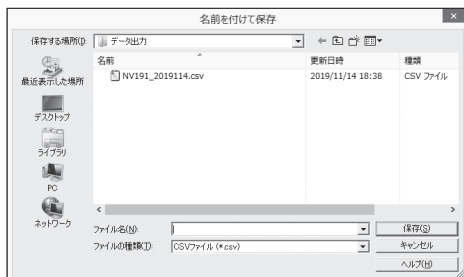 名前を付けて保存
保存する場所(I): データ出力
名前 更新日時 種類
NV191_2019114.csv 2019/11/14 18:38 CSV ファイル
最近表示した場所
デスクトップ
ライブラリ
PC
ネットワーク
ファイル名(N): 保存(S)
ファイルの種類(T): CSVファイル (*.csv) キャンセル
ヘルプ(H)